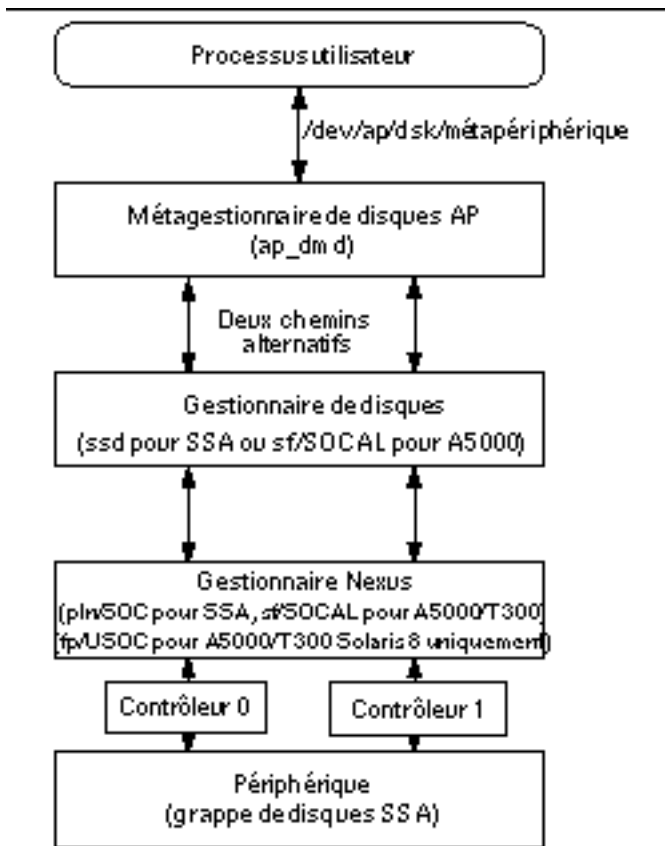 Processus utilisateur
/dev/ap/dsk/métapériphérique
Métagestionnaire de disques AP
(ap_dmd)
Deux chemins
alternatifs
Gestionnaire de disques
(ssd pour SSA ou sf/SOCAL pour A5000)
Gestionnaire Nexus
(pln/SOC pour SSA, sf/SOCAL pour A5000/T300)
(fp/USOC pour A5000/T300 Solaris 8 uniquement)
Contrôleur 0
Contrôleur 1
Périphérique
(grappe de disques SSA)